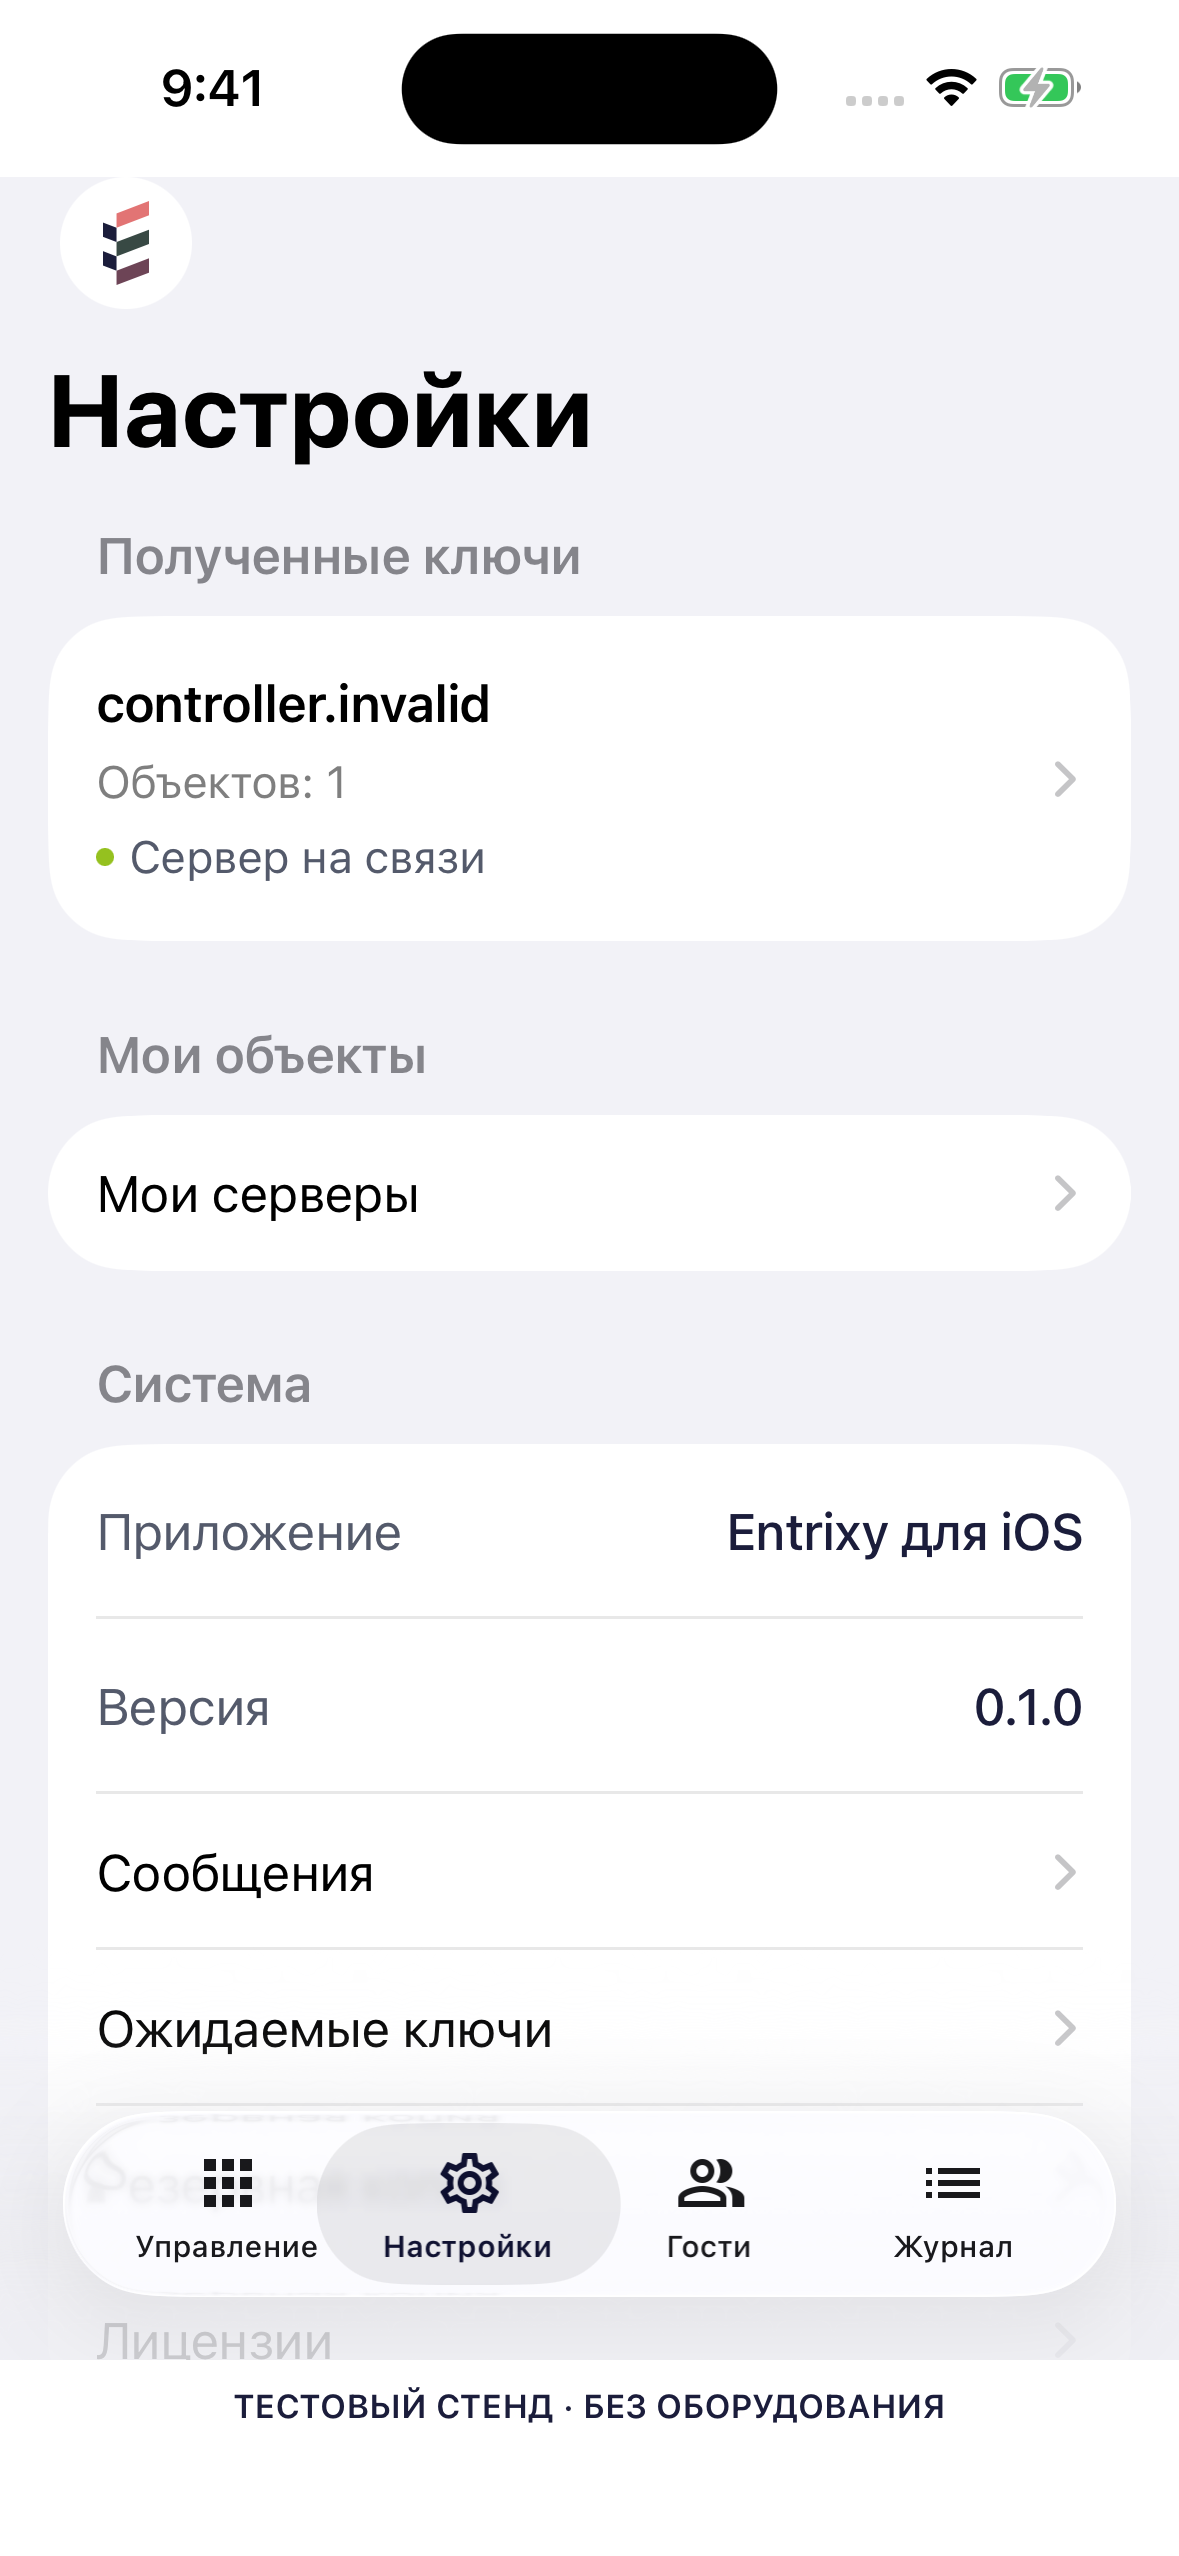 9:41
Настройки
Полученные ключи
controller.invalid
Объектов: 1
Сервер на связи
Мои объекты
Мои серверы
Система
Приложение Entrixy для iOS
Версия 0.1.0
Сообщения
Ожидаемые ключи
Управление Настройки Гости Журнал
Лицензии
ТЕСТОВЫЙ СТЕНД · БЕЗ ОБОРУДОВАНИЯ